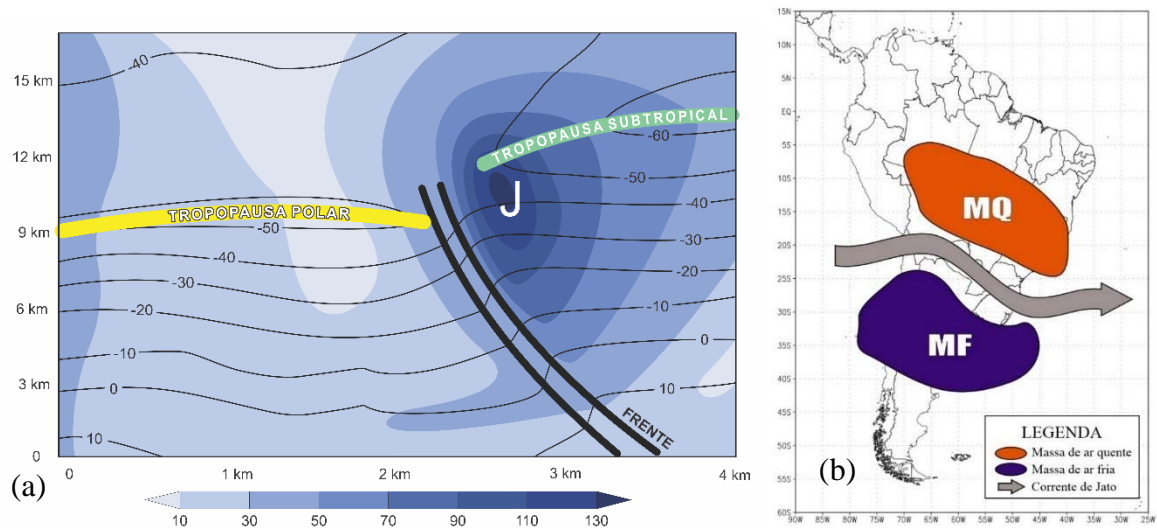 15 km
12 km
9 km
6 km
3 km
0
-40
TROPOPAUSA SUBTROPICAL
-60
-50
-40
-30
-20
-10
0
10
J
TROPOPAUSA POLAR
-50
-40
-30
-20
-10
0
10
FRENTE
0
1 km
2 km
3 km
4 km
(a)
10
30
50
70
90
110
130
15N
10N
5N
EQ
5S
10S
15S
20S
25S
30S
35S
40S
45S
50S
55S
60S
MQ
MF
LEGENDA
Massa de ar quente
Massa de ar fria
Corrente de Jato
90W
85W
80W
75W
70W
65W
60W
55W
50W
45W
40W
35W
30W
25W
(b)